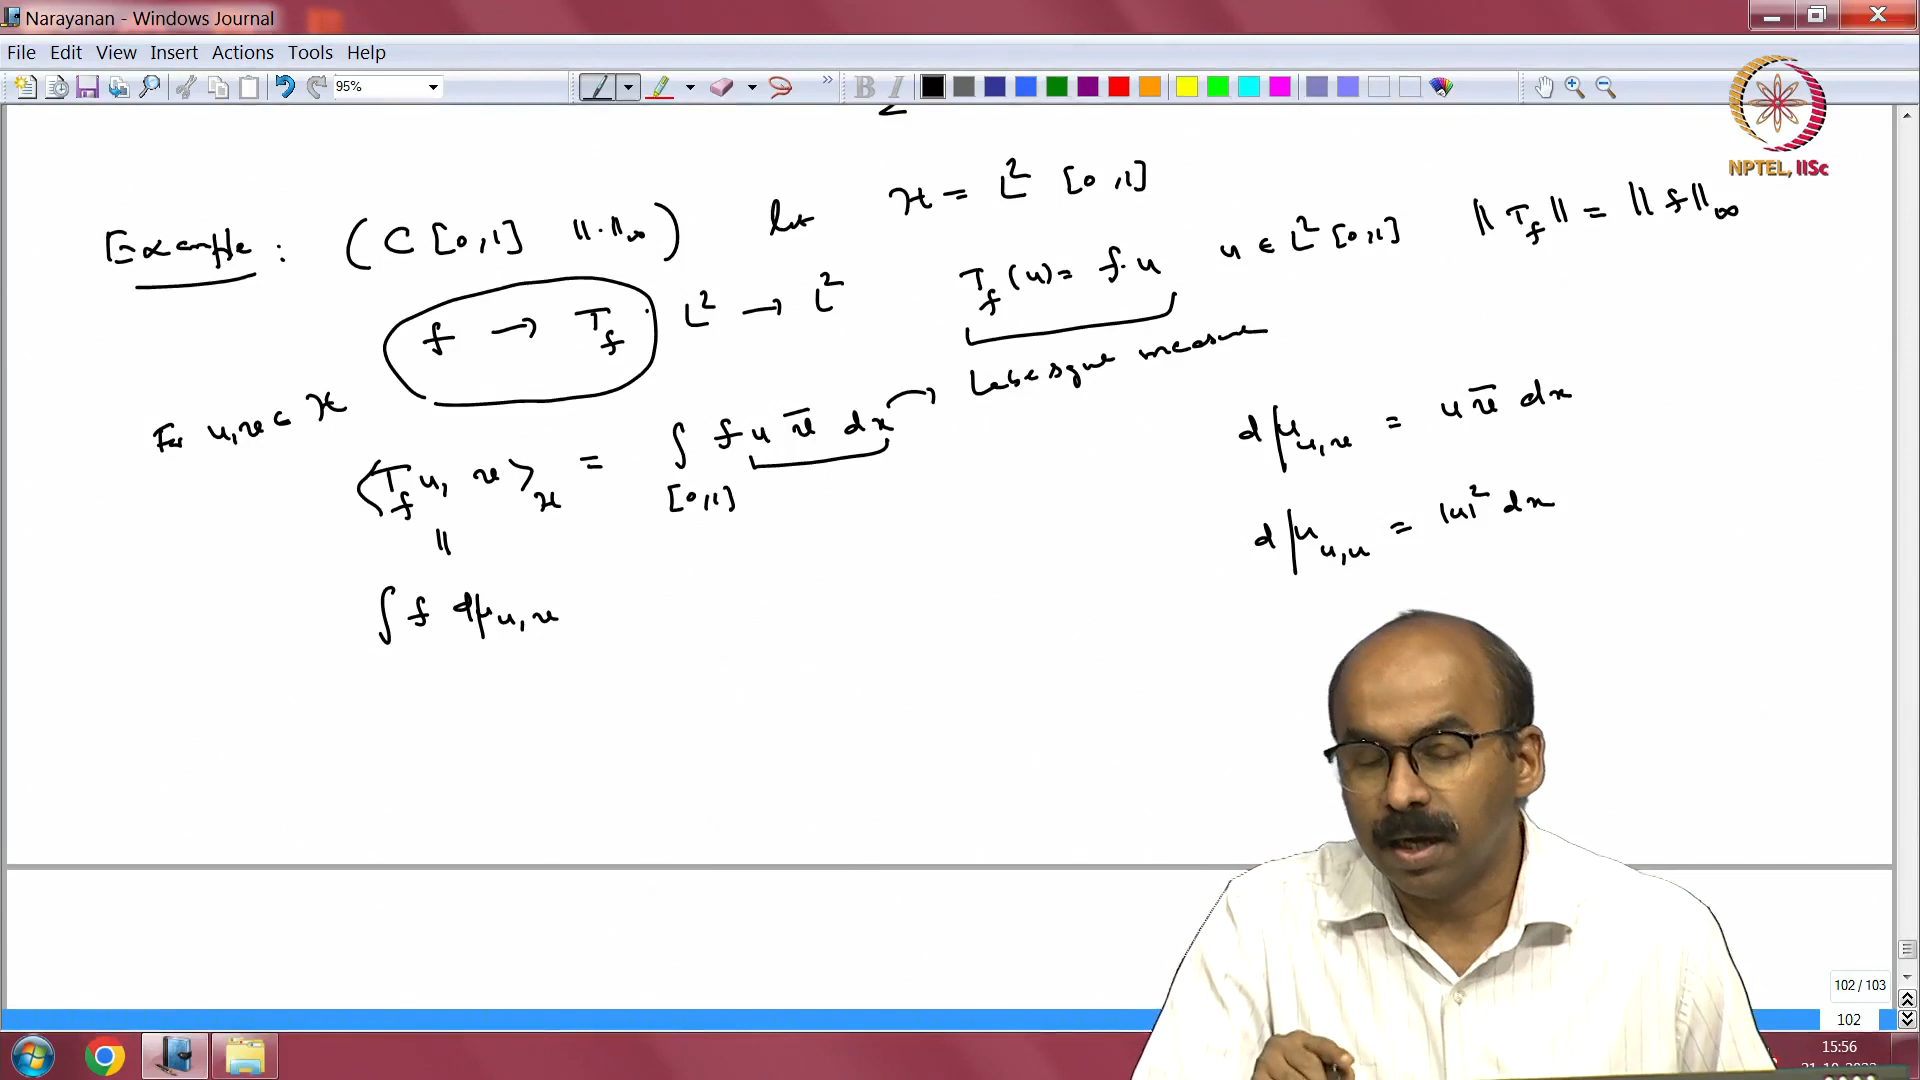 Narayanan - Windows Journal
File Edit View Insert Actions Tools Help
95%
NPTEL, IISc
Example : (C[0,1] ||·||∞) let ℋ = L² [0,1]
f → T_f L² → L² T_f(u) = f·u u ∈ L²[0,1] ||T_f|| = ||f||∞
Lebesgue measure
For u,v ∈ ℋ
⟨T_f u, v⟩_ℋ = ∫_[0,1] f u v̅ dx
dμ_u,v = u v̅ dx
||
dμ_u,u = |u|² dx
∫ f dμ_u,v
102 / 103
102
15:56